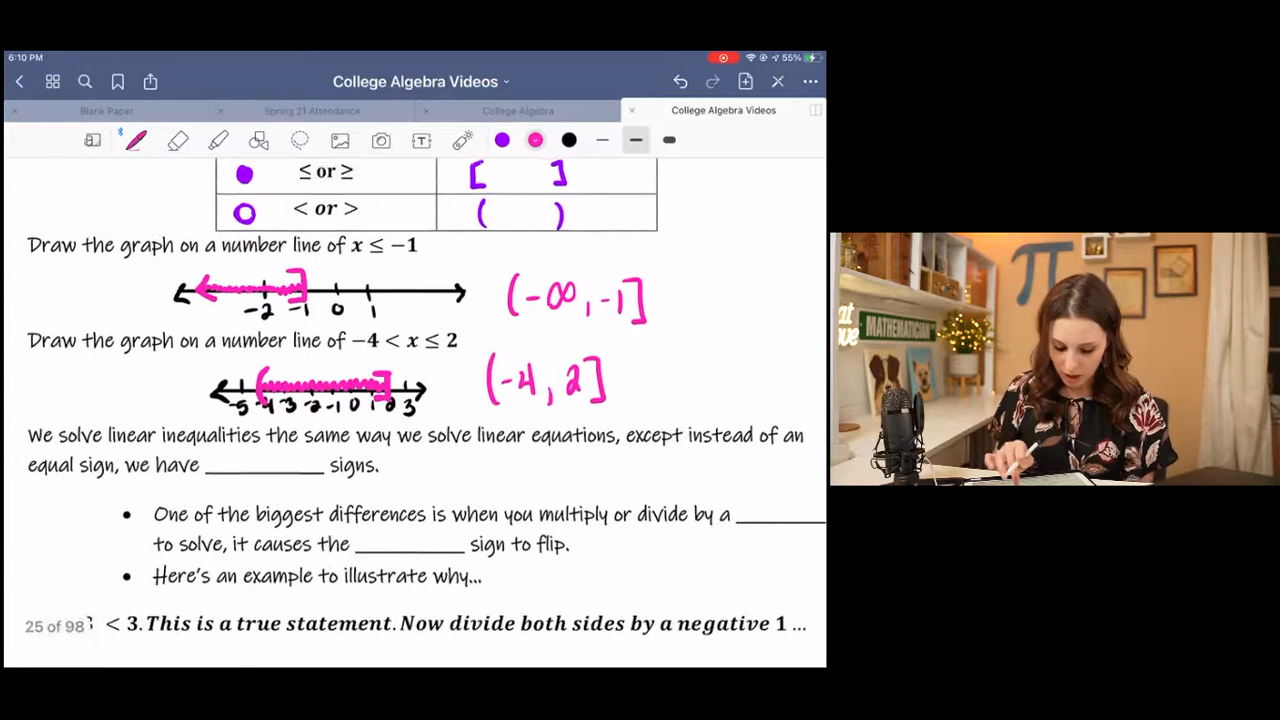 6:10 PM
55%
College Algebra Videos
Blank Paper
Spring 21 Attendance
College Algebra
College Algebra Videos
T
≤ or ≥
[ ]
< or >
( )
Draw the graph on a number line of x ≤ −1
-2 -1 0 1
(-∞, -1]
Draw the graph on a number line of −4 < x ≤ 2
-5 -4 -3 -2 -1 0 1 2 3
(-4, 2]
We solve linear inequalities the same way we solve linear equations, except instead of an
equal sign, we have ____________ signs.
• One of the biggest differences is when you multiply or divide by a _________
to solve, it causes the ___________ sign to flip.
• Here's an example to illustrate why...
25 of 98
< 3. This is a true statement. Now divide both sides by a negative 1 ...
π
MATHEMATICIAN